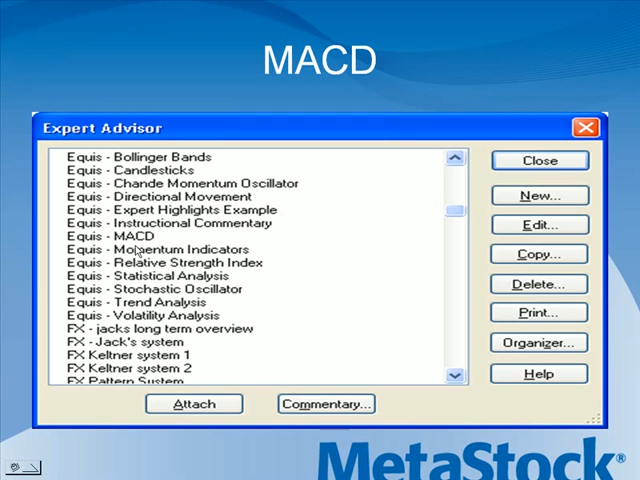 MACD
Expert Advisor
Equis - Bollinger Bands
Equis - Candlesticks
Equis - Chande Momentum Oscillator
Equis - Directional Movement
Equis - Expert Highlights Example
Equis - Instructional Commentary
Equis - MACD
Equis - Momentum Indicators
Equis - Relative Strength Index
Equis - Statistical Analysis
Equis - Stochastic Oscillator
Equis - Trend Analysis
Equis - Volatility Analysis
FX - jacks long term overview
FX - Jack's system
FX Keltner system 1
FX Keltner system 2
FX Pattern System
Close
New...
Edit...
Copy...
Delete...
Print...
Organizer...
Help
Attach
Commentary...
MetaStock®